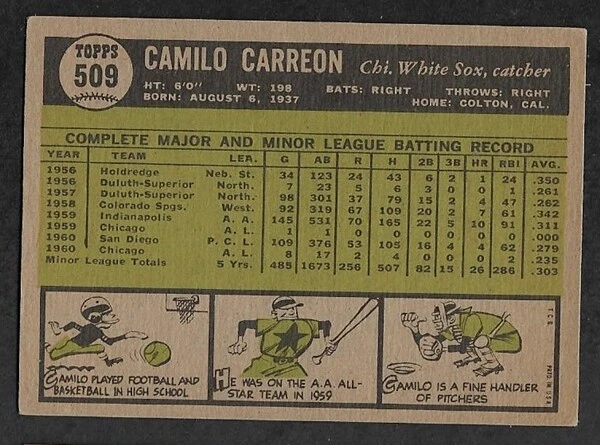 TOPPS
509
CAMILO CARREON Chi. White Sox, catcher
HT: 6'0" WT: 198 BATS: RIGHT THROWS: RIGHT
BORN: AUGUST 6, 1937 HOME: COLTON, CAL.
COMPLETE MAJOR AND MINOR LEAGUE BATTING RECORD
YEAR TEAM LEA. G AB R H 2B 3B HR RBI AVG.
1956 Holdredge Neb. St. 34 123 24 43 6 2 1 24 .350
1956 Duluth-Superior North. 7 23 5 6 3 0 0 1 .261
1957 Duluth-Superior North. 98 301 37 79 15 2 4 47 .262
1958 Colorado Spgs. West. 92 319 67 109 20 2 7 61 .342
1959 Indianapolis A. A. 145 531 70 165 22 5 10 91 .311
1959 Chicago A. L. 1 1 0 0 0 0 0 0 .000
1960 San Diego P. C. L. 109 376 53 105 16 4 4 62 .279
1960 Chicago A. L. 8 17 2 4 0 0 0 2 .235
Minor League Totals 5 Yrs. 485 1673 256 507 82 15 26 286 .303
CAMILO PLAYED FOOTBALL AND
BASKETBALL IN HIGH SCHOOL
HE WAS ON THE A.A. ALL-
STAR TEAM IN 1959
CAMILO IS A FINE HANDLER
OF PITCHERS
T.C.G.
PRTD. IN U.S.A.